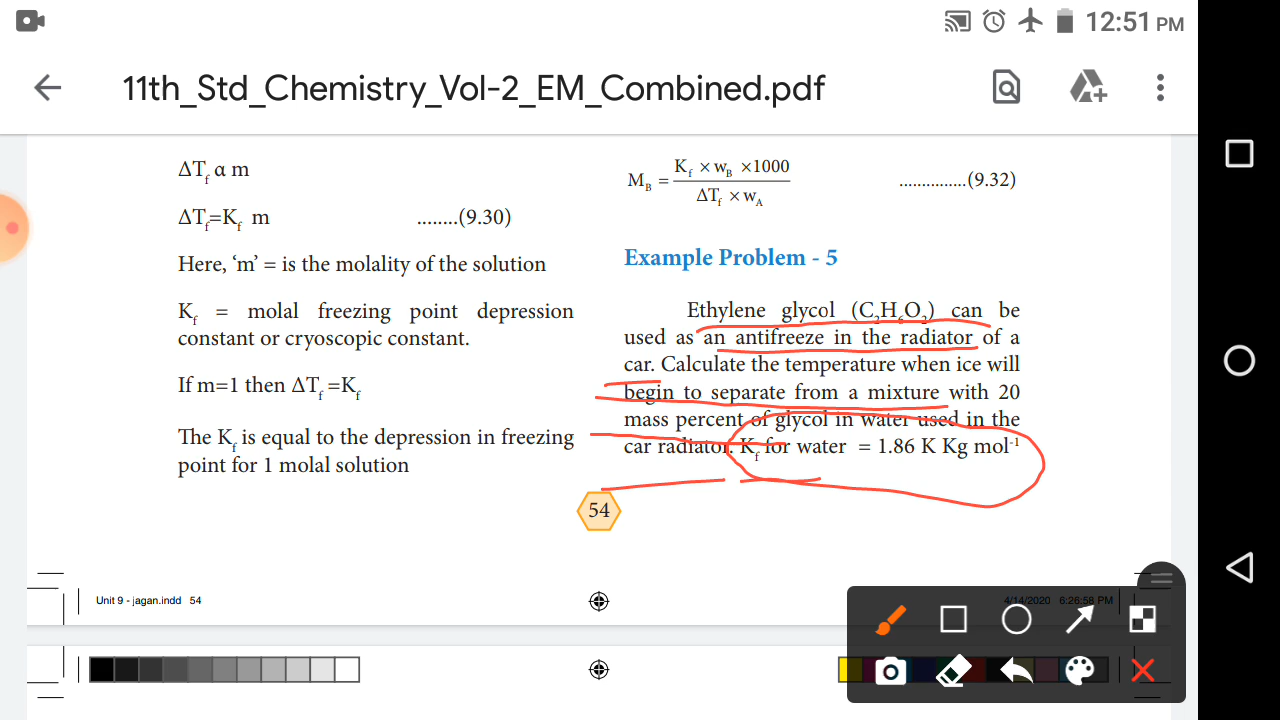 12:51 PM
11th_Std_Chemistry_Vol-2_EM_Combined.pdf
ΔTf α m
ΔTf=Kf m ........(9.30)
Here, ‘m’ = is the molality of the solution
Kf = molal freezing point depression
constant or cryoscopic constant.
If m=1 then ΔTf =Kf
The Kf is equal to the depression in freezing
point for 1 molal solution
MB = Kf × wB ×1000 / ΔTf × wA ..............(9.32)
Example Problem - 5
Ethylene glycol (C2H6O2) can be
used as an antifreeze in the radiator of a
car. Calculate the temperature when ice will
begin to separate from a mixture with 20
mass percent of glycol in water used in the
car radiator. Kf for water = 1.86 K Kg mol-1
54
Unit 9 - jagan.indd 54
4/14/2020 6:26:58 PM